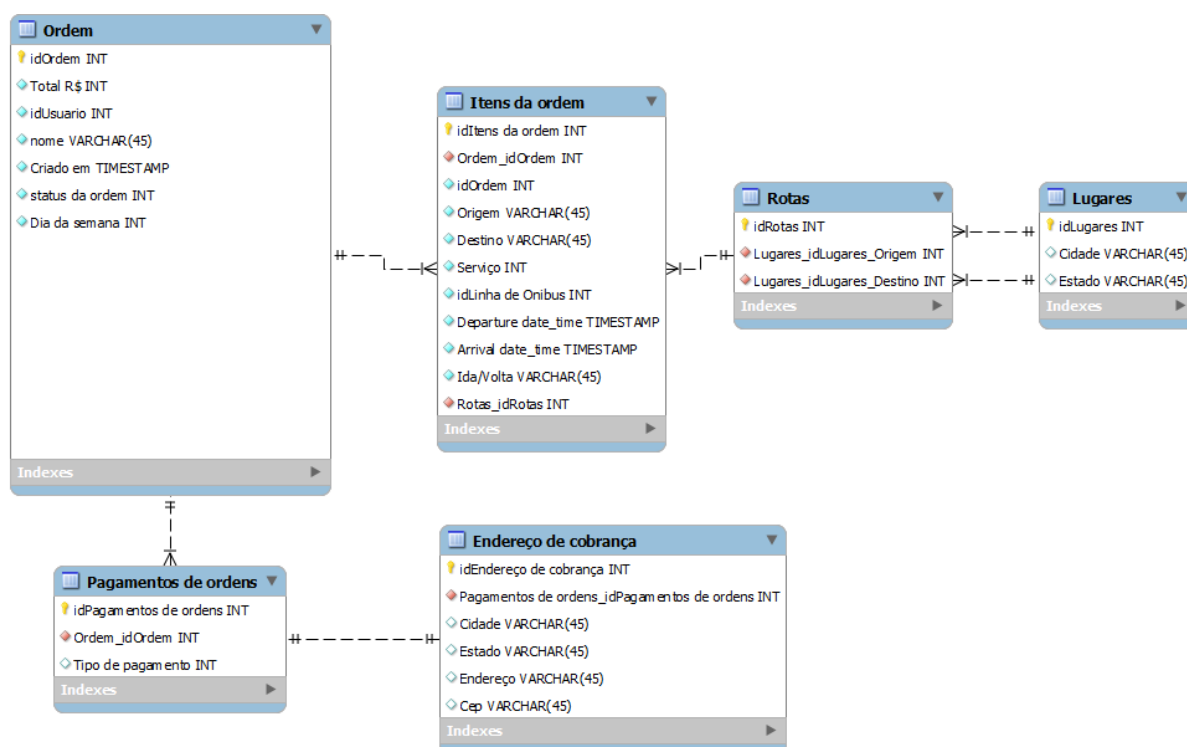 Ordem
idOrdem INT
Total R$ INT
idUsuario INT
nome VARCHAR(45)
Criado em TIMESTAMP
status da ordem INT
Dia da semana INT
Indexes
Itens da ordem
idItens da ordem INT
Ordem_idOrdem INT
idOrdem INT
Origem VARCHAR(45)
Destino VARCHAR(45)
Serviço INT
idLinha de Onibus INT
Departure date_time TIMESTAMP
Arrival date_time TIMESTAMP
Ida/Volta VARCHAR(45)
Rotas_idRotas INT
Indexes
Rotas
idRotas INT
Lugares_idLugares_Origem INT
Lugares_idLugares_Destino INT
Indexes
Lugares
idLugares INT
Cidade VARCHAR(45)
Estado VARCHAR(45)
Indexes
Pagamentos de ordens
idPagamentos de ordens INT
Ordem_idOrdem INT
Tipo de pagamento INT
Indexes
Endereço de cobrança
idEndereço de cobrança INT
Pagamentos de ordens_idPagamentos de ordens INT
Cidade VARCHAR(45)
Estado VARCHAR(45)
Endereço VARCHAR(45)
Cep VARCHAR(45)
Indexes